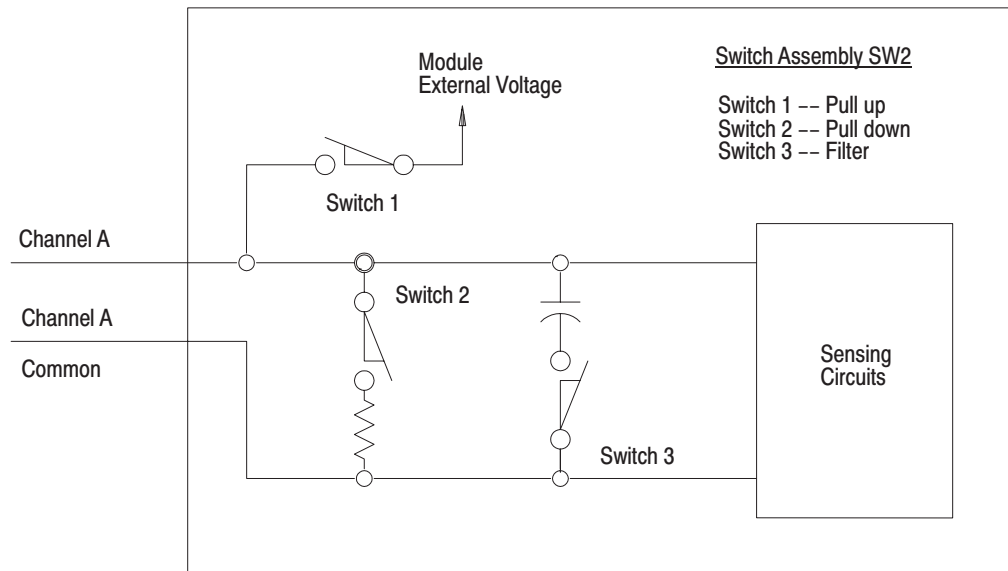 Module
External Voltage
Switch Assembly SW2
Switch 1 -- Pull up
Switch 2 -- Pull down
Switch 3 -- Filter
Switch 1
Channel A
Switch 2
Channel A
Common
Sensing
Circuits
Switch 3